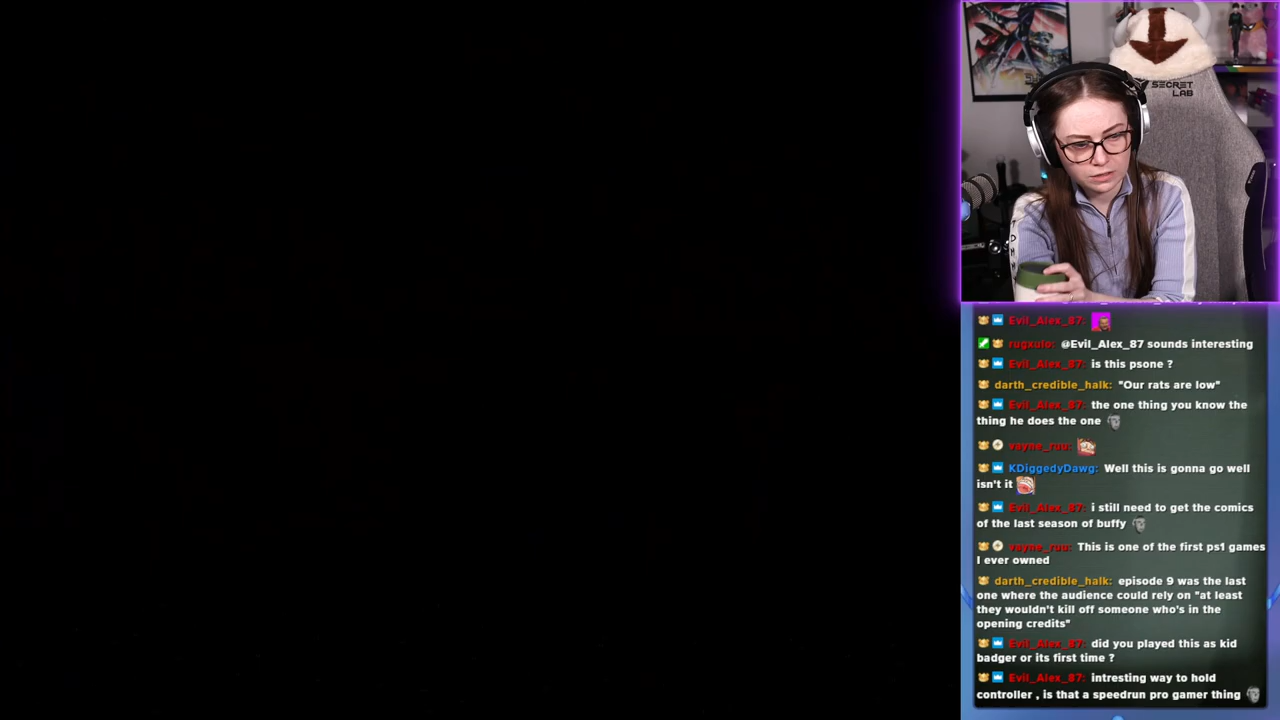 SECRET
LAB
Evil_Alex_87:
rugxulo: @Evil_Alex_87 sounds interesting
Evil_Alex_87: is this psone ?
darth_credible_halk: "Our rats are low"
Evil_Alex_87: the one thing you know the
thing he does the one
vayne_ruu:
KDiggedyDawg: Well this is gonna go well
isn't it
Evil_Alex_87: i still need to get the comics
of the last season of buffy
vayne_ruu: This is one of the first ps1 games
I ever owned
darth_credible_halk: episode 9 was the last
one where the audience could rely on "at least
they wouldn't kill off someone who's in the
opening credits"
Evil_Alex_87: did you played this as kid
badger or its first time ?
Evil_Alex_87: intresting way to hold
controller , is that a speedrun pro gamer thing